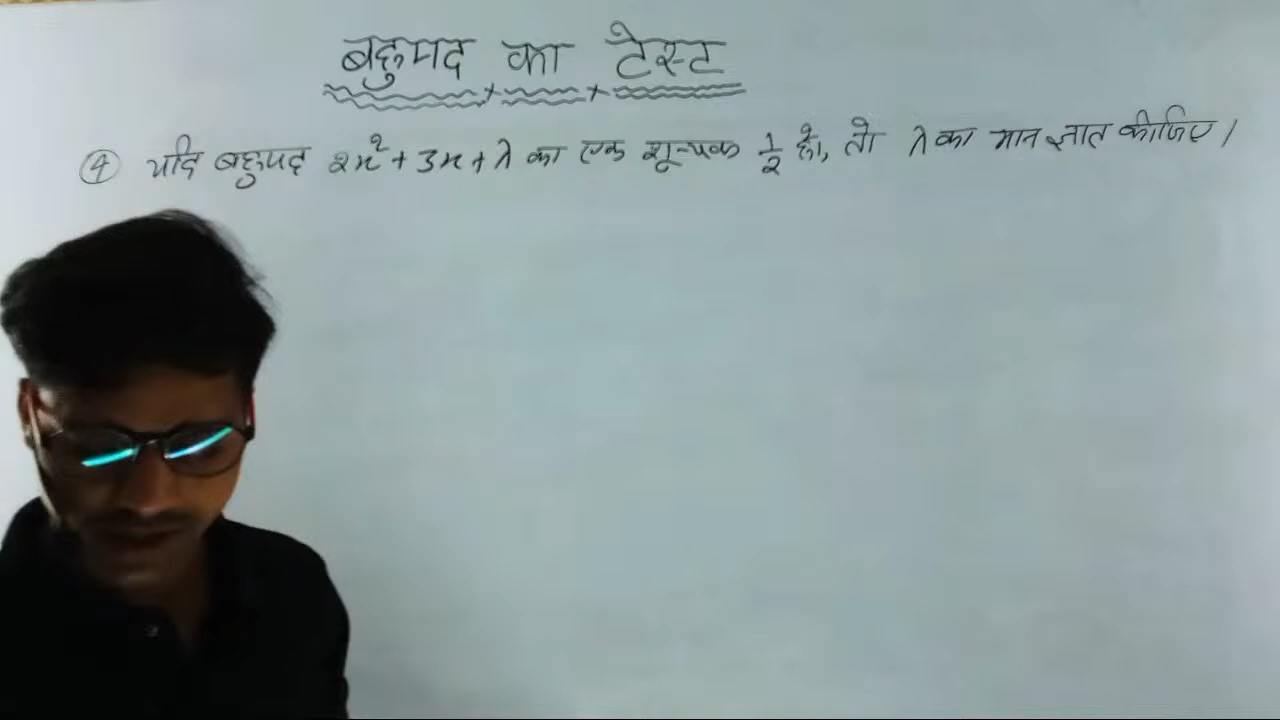 बहुपद का टेस्ट
④ यदि बहुपद 2x² + 3x + λ का एक शून्यक 1/2 हो, तो λ का मान ज्ञात कीजिए।